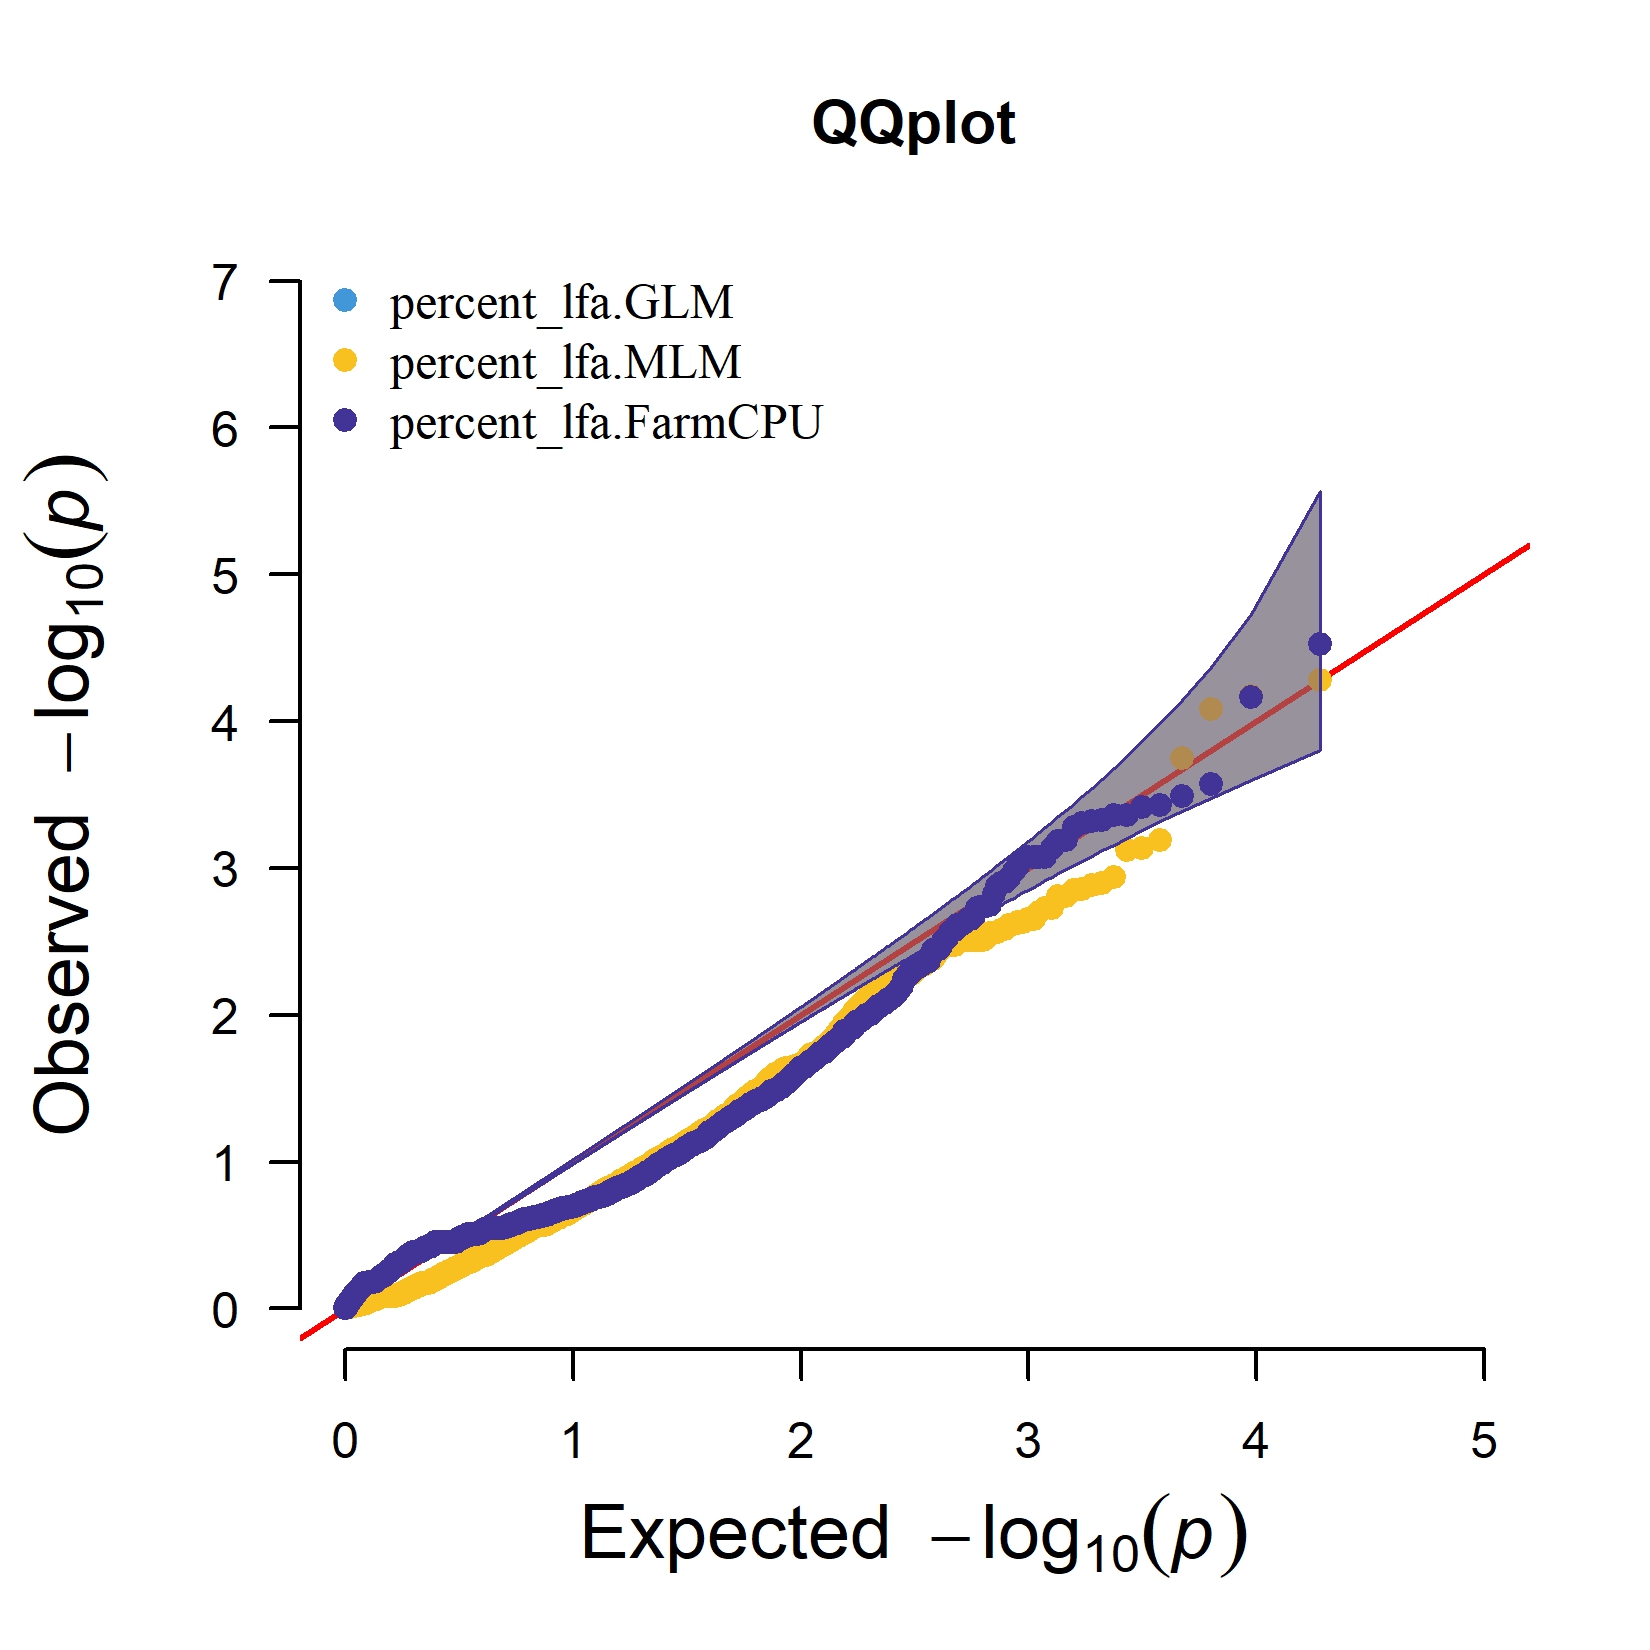 QQplot
percent_lfa.GLM
percent_lfa.MLM
percent_lfa.FarmCPU
7
6
5
4
3
2
1
0
Observed −log10(p)
0 1 2 3 4 5
Expected −log10(p)